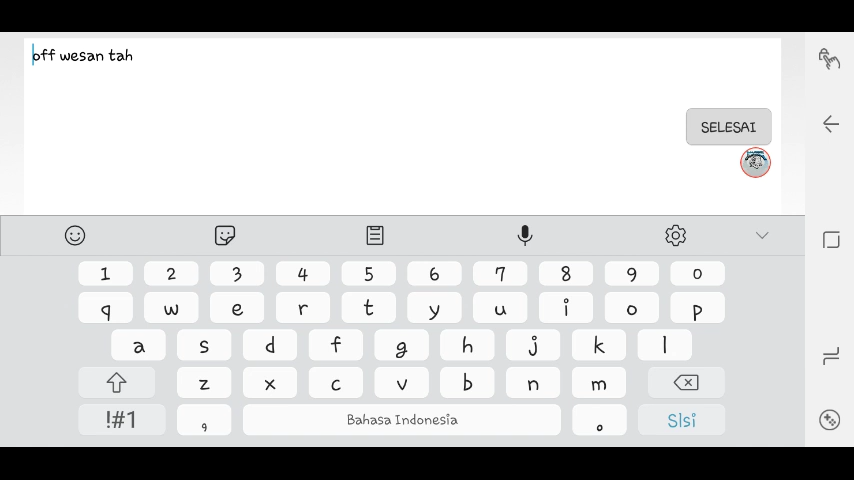 off wesan tah
SELESAI
1 2 3 4 5 6 7 8 9 0
q w e r t y u i o p
a s d f g h j k l
z x c v b n m
!#1 , Bahasa Indonesia . Slsi